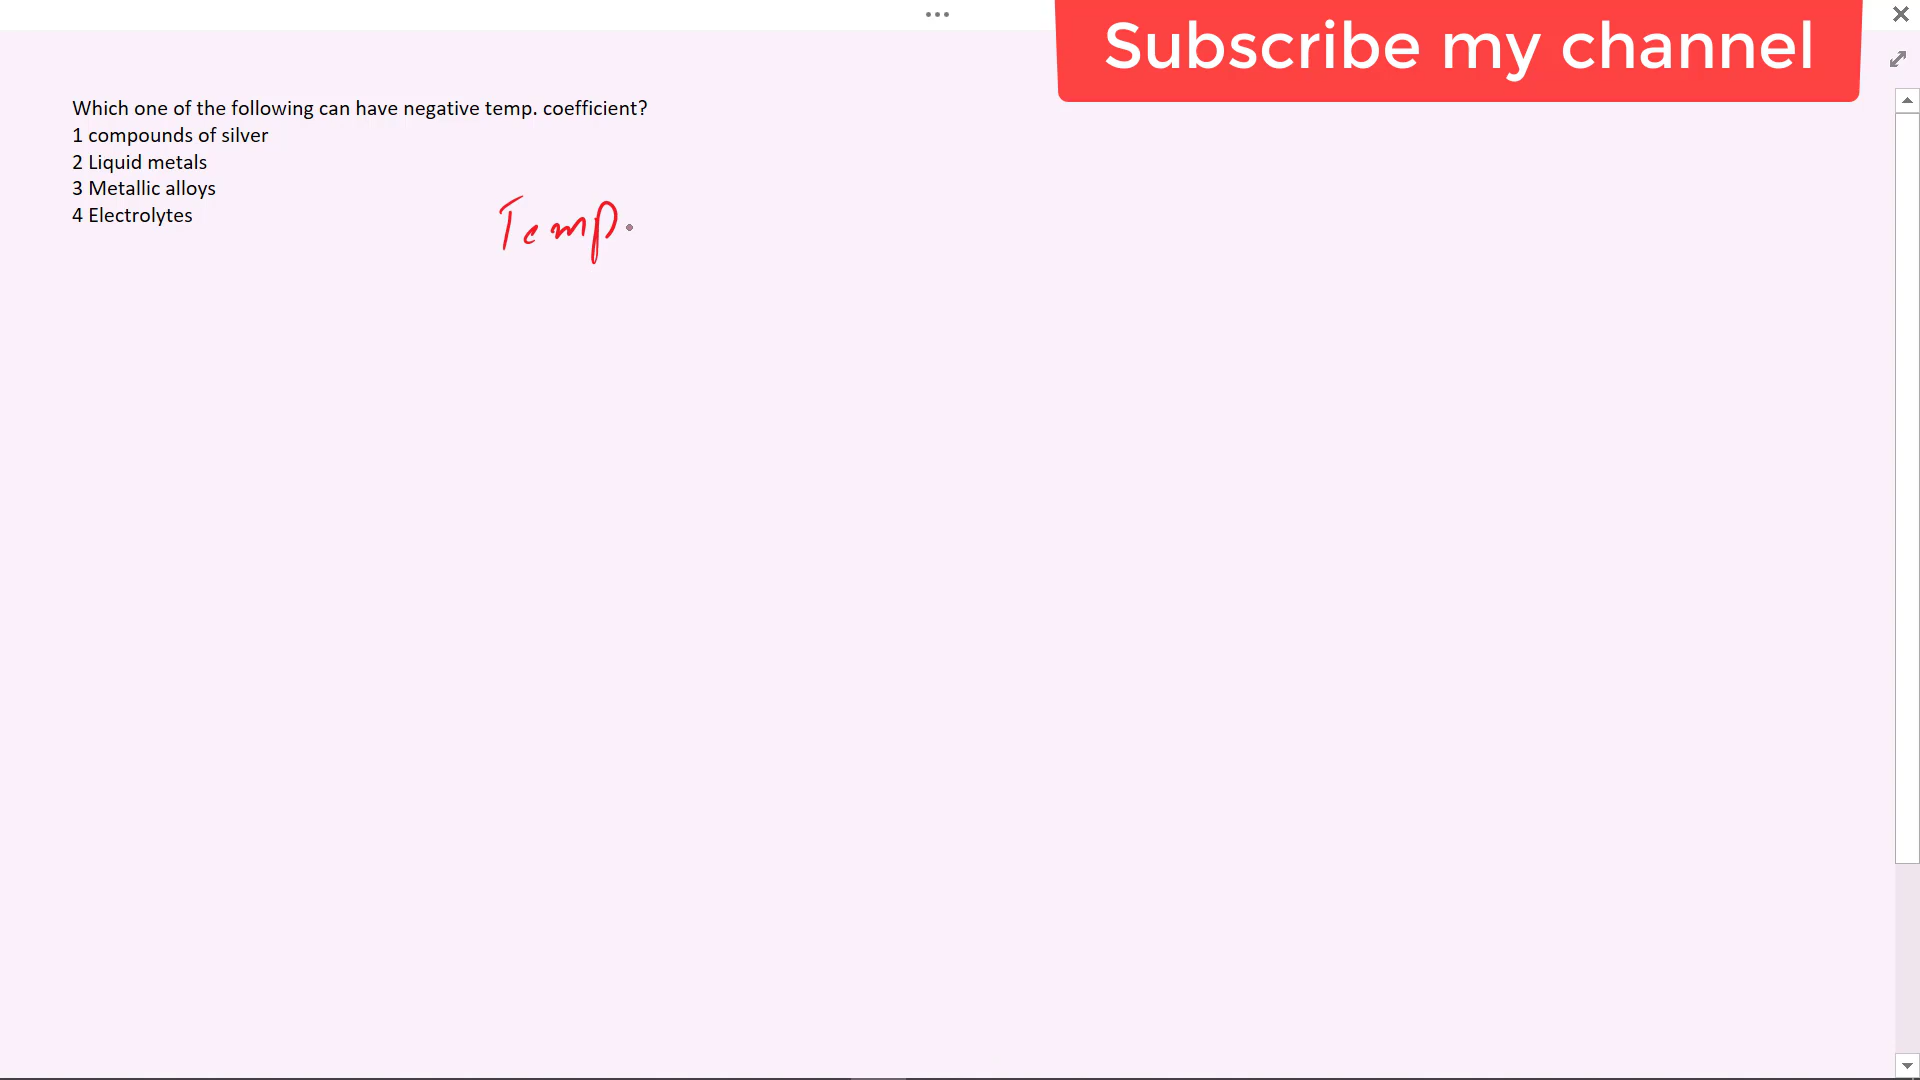 Subscribe my channel
Which one of the following can have negative temp. coefficient?
1 compounds of silver
2 Liquid metals
3 Metallic alloys
4 Electrolytes
Temp.